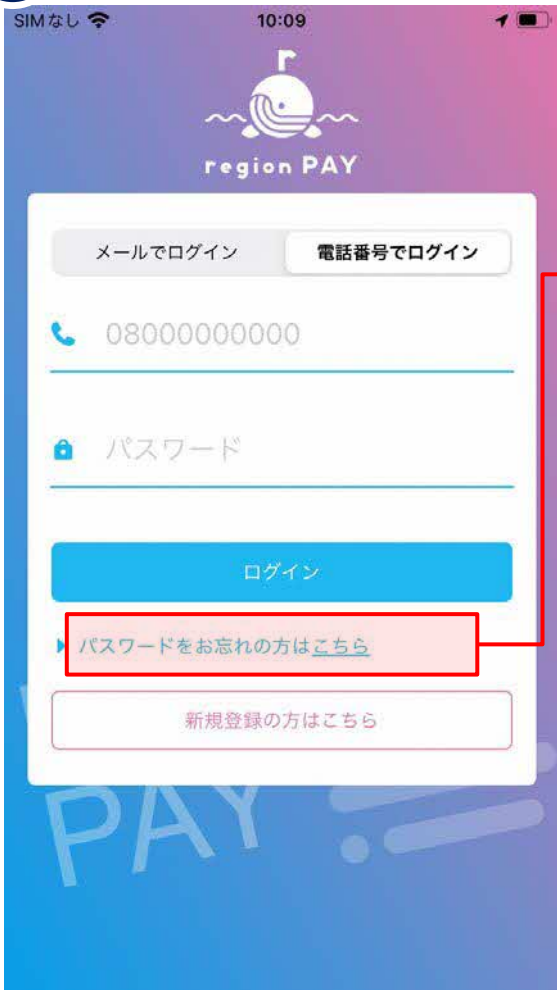 SIMなし 10:09
region PAY
メールでログイン 電話番号でログイン
08000000000
パスワード
ログイン
パスワードをお忘れの方はこちら
新規登録の方はこちら
PAY